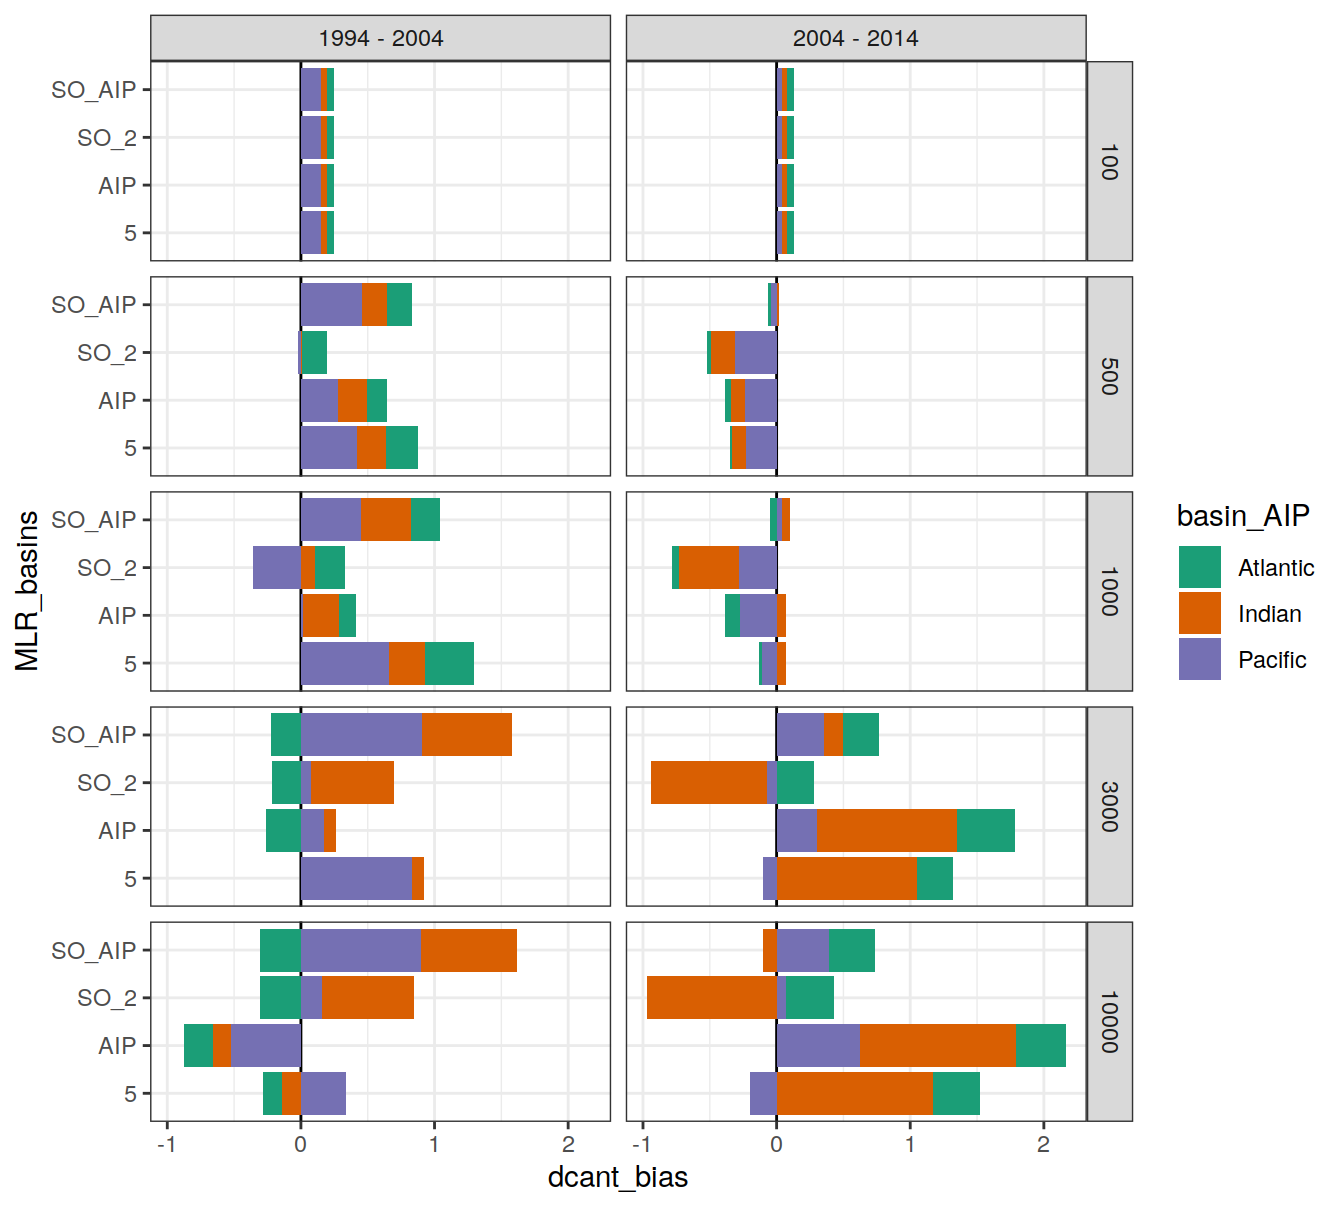 1994 - 2004
2004 - 2014
SO_AIP
SO_2
AIP
5
100
SO_AIP
SO_2
AIP
5
500
SO_AIP
SO_2
AIP
5
1000
SO_AIP
SO_2
AIP
5
3000
SO_AIP
SO_2
AIP
5
10000
-1 0 1 2
-1 0 1 2
dcant_bias
MLR_basins
basin_AIP
Atlantic
Indian
Pacific